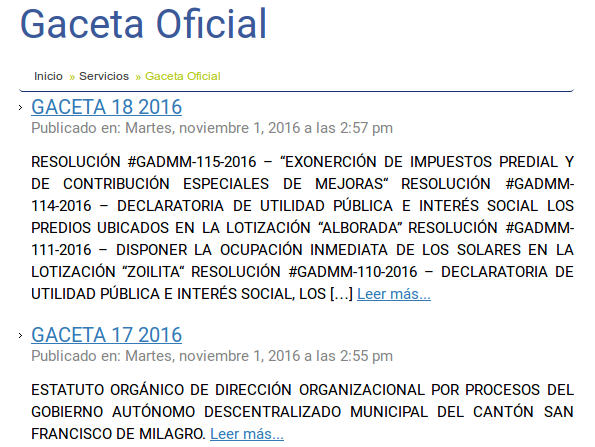 Gaceta Oficial
Inicio » Servicios » Gaceta Oficial
GACETA 18 2016
Publicado en: Martes, noviembre 1, 2016 a las 2:57 pm
RESOLUCIÓN #GADMM-115-2016 – “EXONERCIÓN DE IMPUESTOS PREDIAL Y
DE CONTRIBUCIÓN ESPECIALES DE MEJORAS“ RESOLUCIÓN #GADMM-
114-2016 – DECLARATORIA DE UTILIDAD PÚBLICA E INTERÉS SOCIAL LOS
PREDIOS UBICADOS EN LA LOTIZACIÓN “ALBORADA” RESOLUCIÓN #GADMM-
111-2016 – DISPONER LA OCUPACIÓN INMEDIATA DE LOS SOLARES EN LA
LOTIZACIÓN “ZOILITA“ RESOLUCIÓN #GADMM-110-2016 – DECLARATORIA DE
UTILIDAD PÚBLICA E INTERÉS SOCIAL, LOS […] Leer más...
GACETA 17 2016
Publicado en: Martes, noviembre 1, 2016 a las 2:55 pm
ESTATUTO ORGÁNICO DE DIRECCIÓN ORGANIZACIONAL POR PROCESOS DEL
GOBIERNO AUTÓNOMO DESCENTRALIZADO MUNICIPAL DEL CANTÓN SAN
FRANCISCO DE MILAGRO. Leer más...